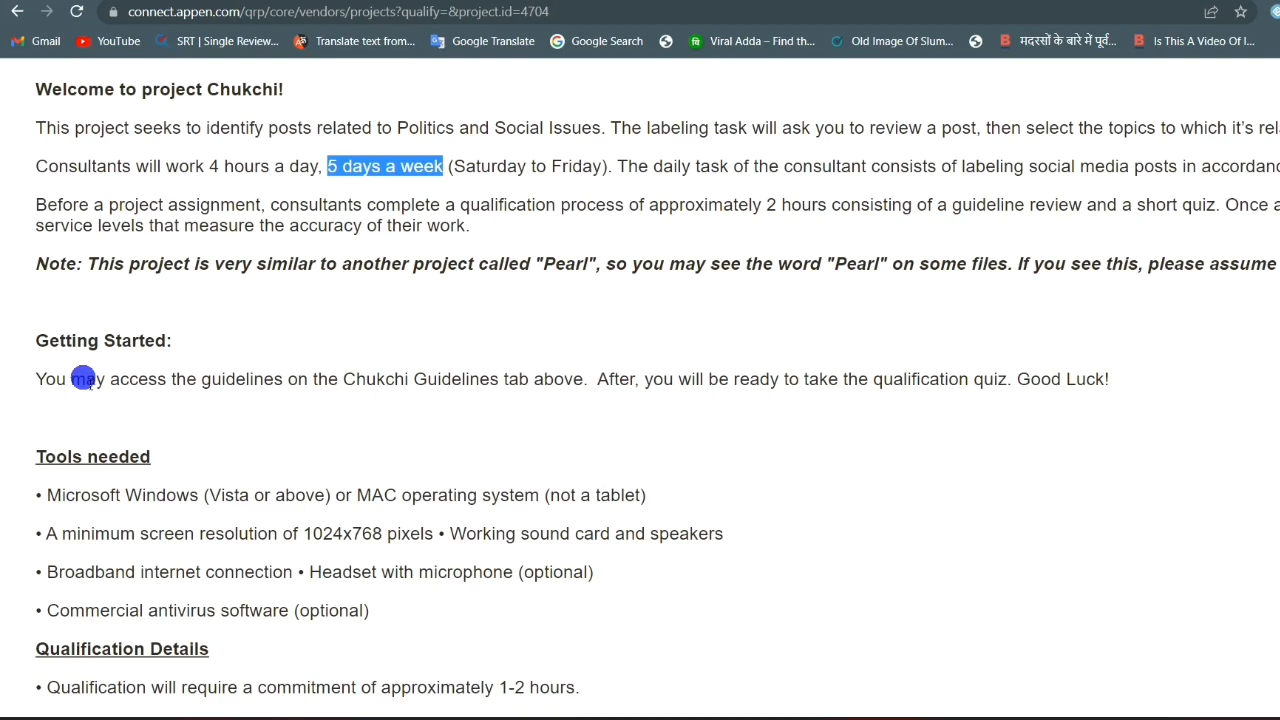 connect.appen.com/qrp/core/vendors/projects?qualify=&project.id=4704
Gmail YouTube SRT | Single Review... Translate text from... Google Translate Google Search Viral Adda – Find th... Old Image Of Slum... मदरसों के बारे में पूर्व... Is This A Video Of I...
Welcome to project Chukchi!
This project seeks to identify posts related to Politics and Social Issues. The labeling task will ask you to review a post, then select the topics to which it's rel
Consultants will work 4 hours a day, 5 days a week (Saturday to Friday). The daily task of the consultant consists of labeling social media posts in accordanc
Before a project assignment, consultants complete a qualification process of approximately 2 hours consisting of a guideline review and a short quiz. Once a
service levels that measure the accuracy of their work.
Note: This project is very similar to another project called "Pearl", so you may see the word "Pearl" on some files. If you see this, please assume
Getting Started:
You may access the guidelines on the Chukchi Guidelines tab above. After, you will be ready to take the qualification quiz. Good Luck!
Tools needed
• Microsoft Windows (Vista or above) or MAC operating system (not a tablet)
• A minimum screen resolution of 1024x768 pixels • Working sound card and speakers
• Broadband internet connection • Headset with microphone (optional)
• Commercial antivirus software (optional)
Qualification Details
• Qualification will require a commitment of approximately 1-2 hours.